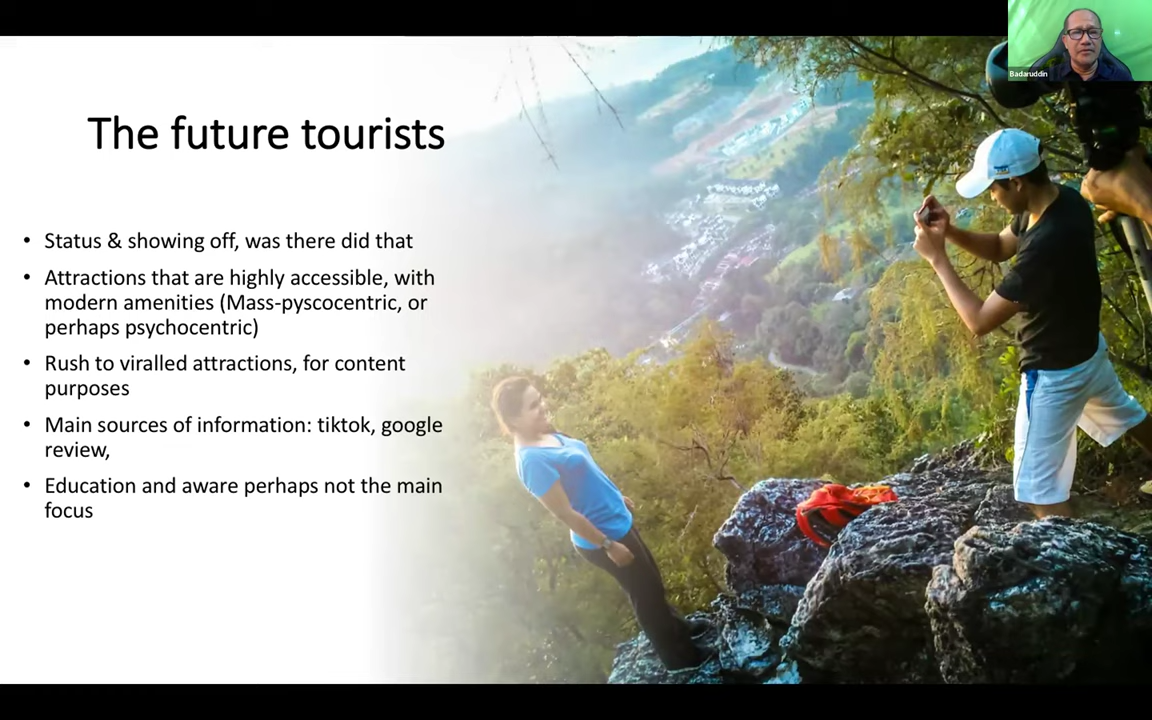 Badaruddin
The future tourists
• Status & showing off, was there did that
• Attractions that are highly accessible, with
modern amenities (Mass-pyscocentric, or
perhaps psychocentric)
• Rush to viralled attractions, for content
purposes
• Main sources of information: tiktok, google
review,
• Education and aware perhaps not the main
focus